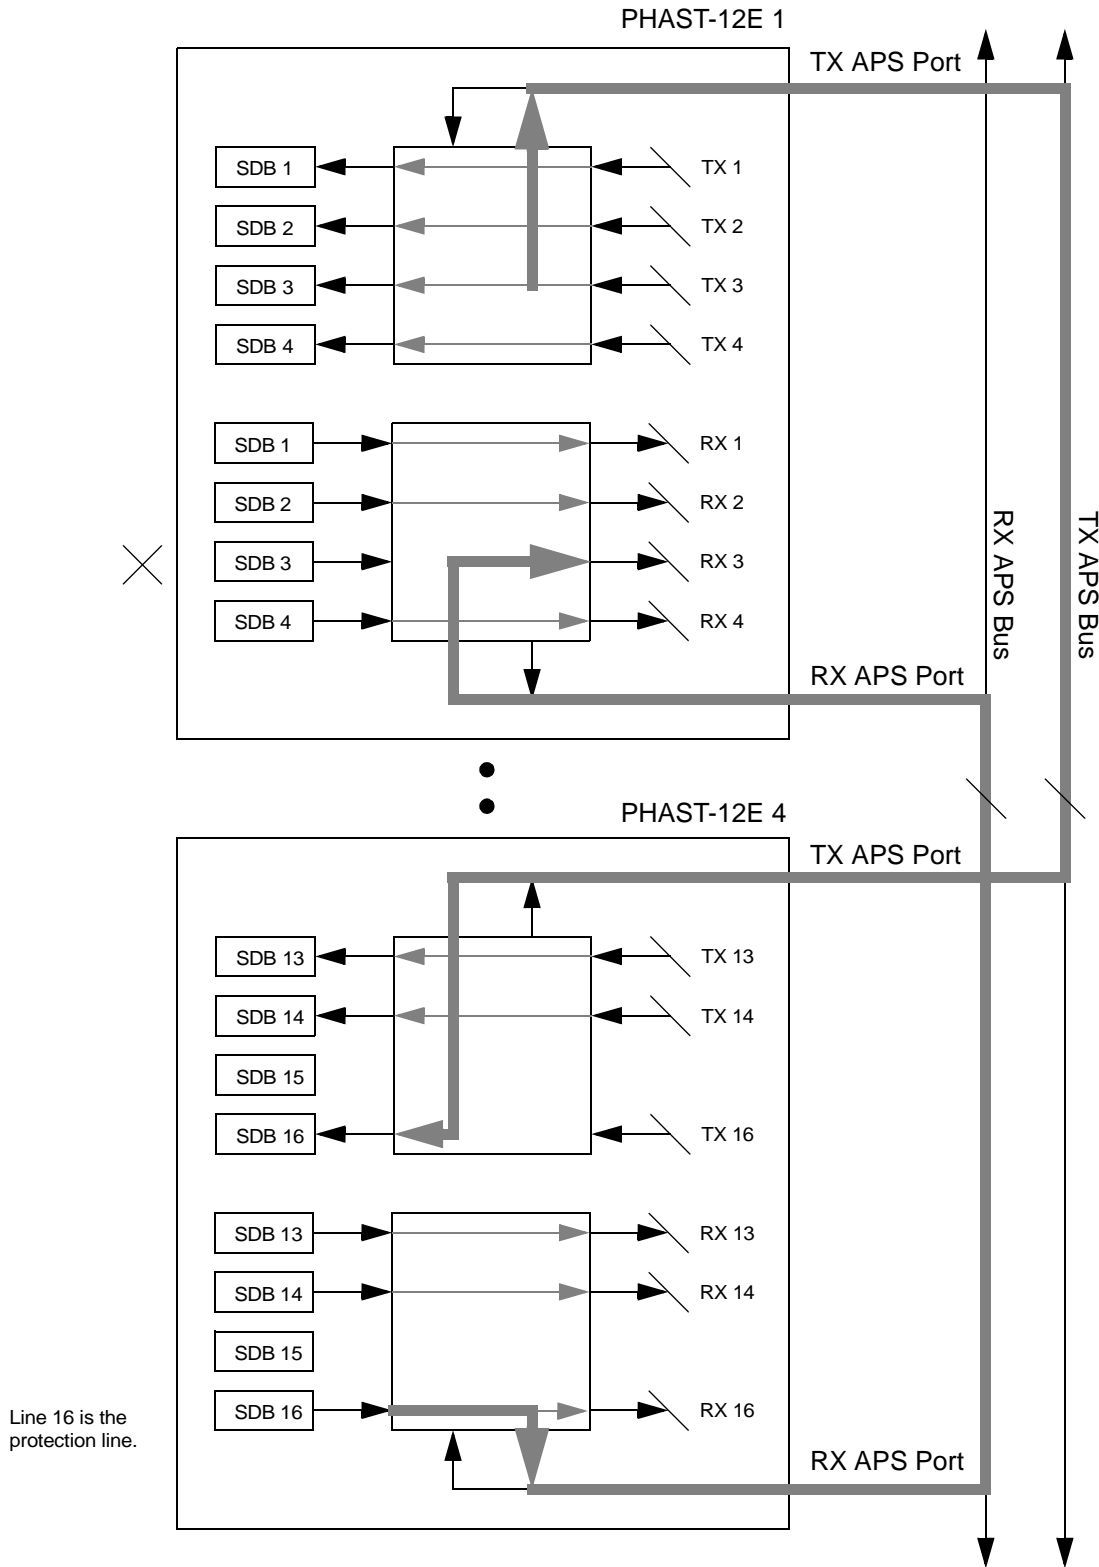 PHAST-12E 1
TX APS Port
SDB 1
TX 1
SDB 2
TX 2
SDB 3
TX 3
SDB 4
TX 4
SDB 1
RX 1
SDB 2
RX 2
SDB 3
RX 3
SDB 4
RX 4
RX APS Bus
TX APS Bus
RX APS Port
PHAST-12E 4
TX APS Port
SDB 13
TX 13
SDB 14
TX 14
SDB 15
SDB 16
TX 16
SDB 13
RX 13
SDB 14
RX 14
SDB 15
SDB 16
RX 16
Line 16 is the
protection line.
RX APS Port